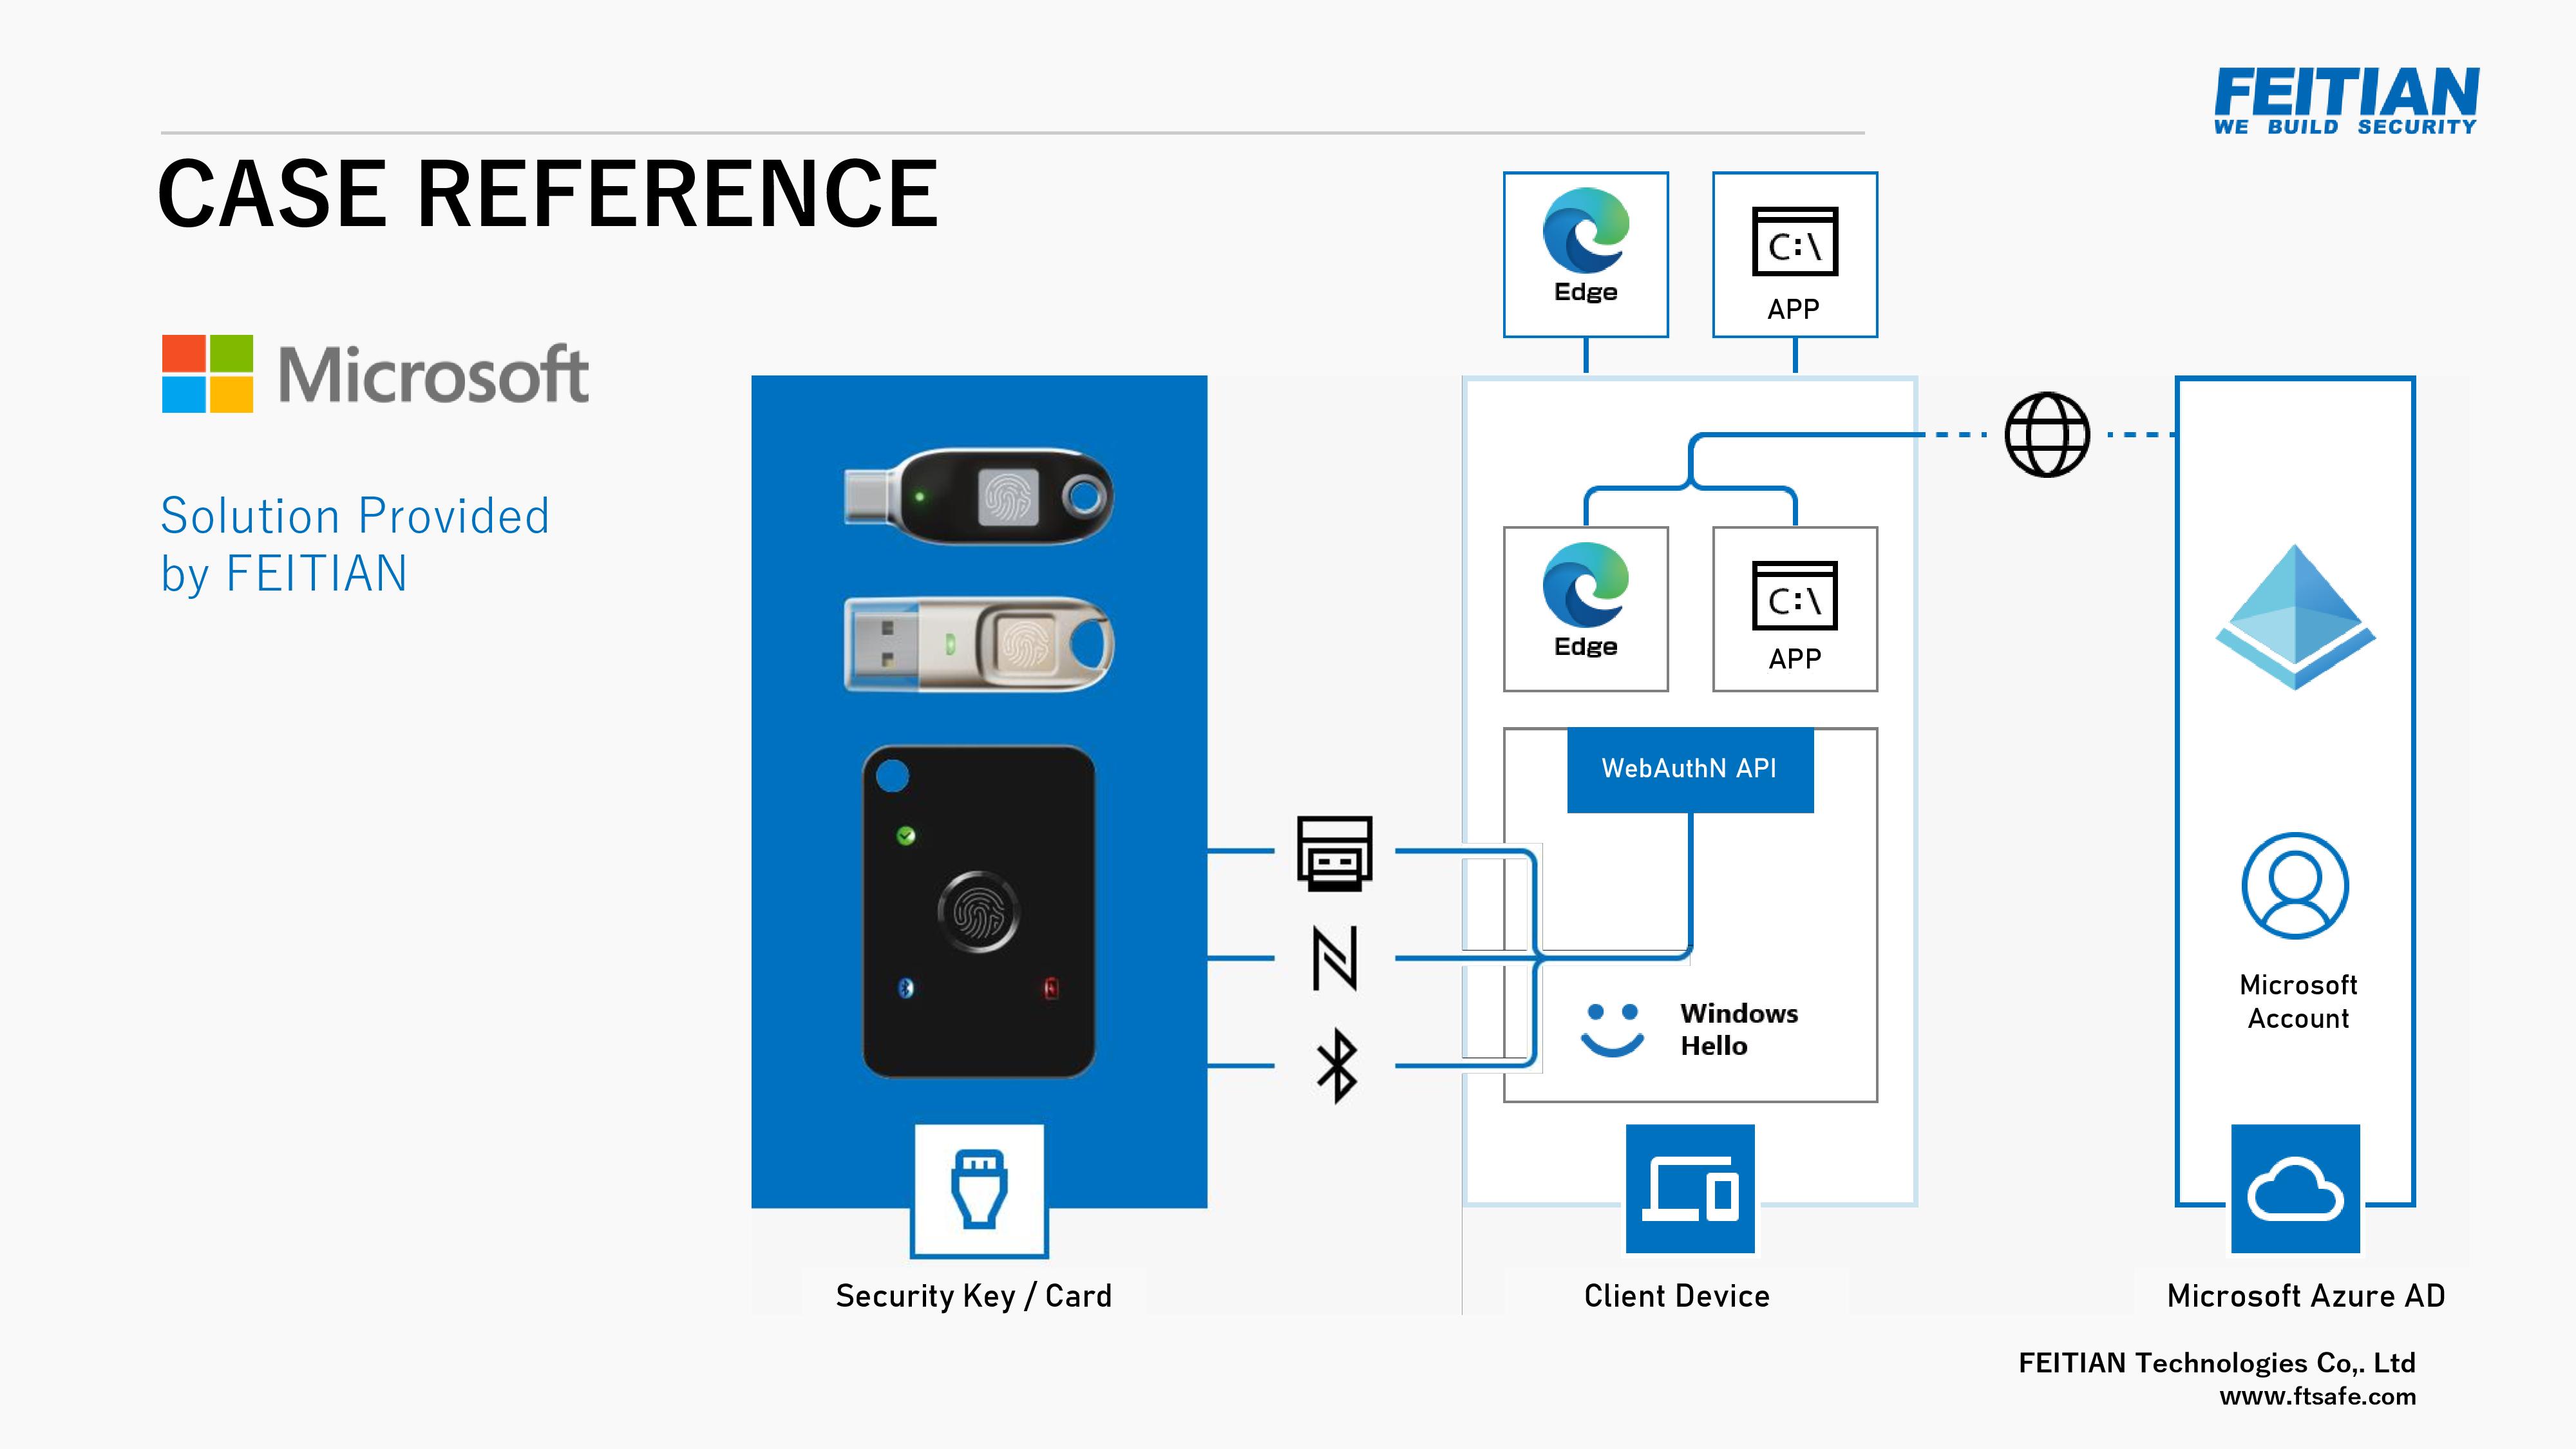 FEITIAN
WE BUILD SECURITY
CASE REFERENCE
Microsoft
Solution Provided
by FEITIAN
Edge
C:\
APP
Edge
C:\
APP
WebAuthN API
Windows
Hello
Microsoft
Account
Security Key / Card
Client Device
Microsoft Azure AD
FEITIAN Technologies Co,. Ltd
www.ftsafe.com